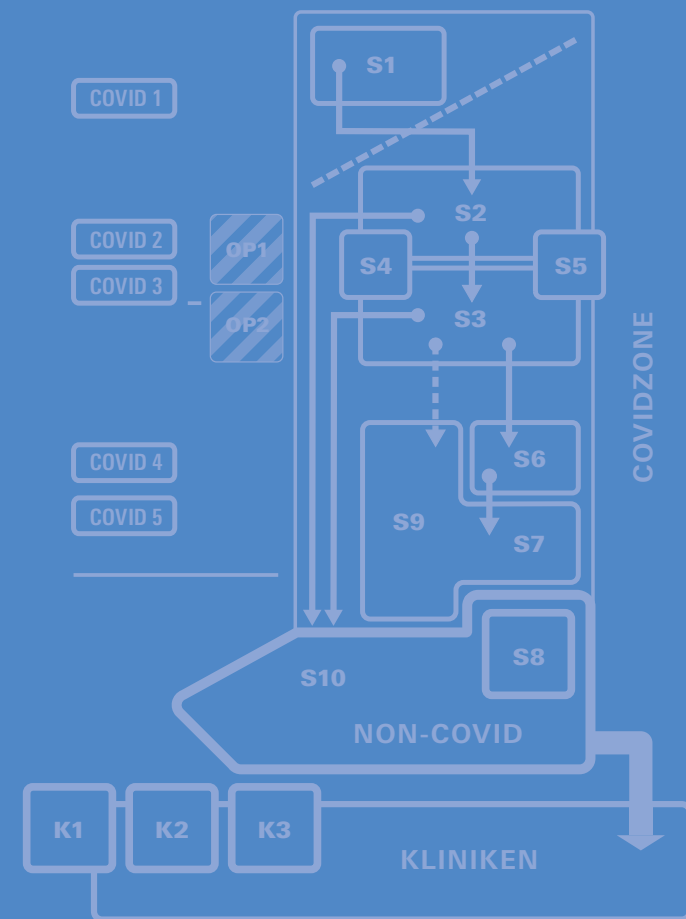 S1
COVID 1
S2
COVID 2
OP1
S4
S5
COVID 3
S3
OP2
COVIDZONE
COVID 4
S6
COVID 5
S9
S7
S8
S10
NON-COVID
K1
K2
K3
KLINIKEN